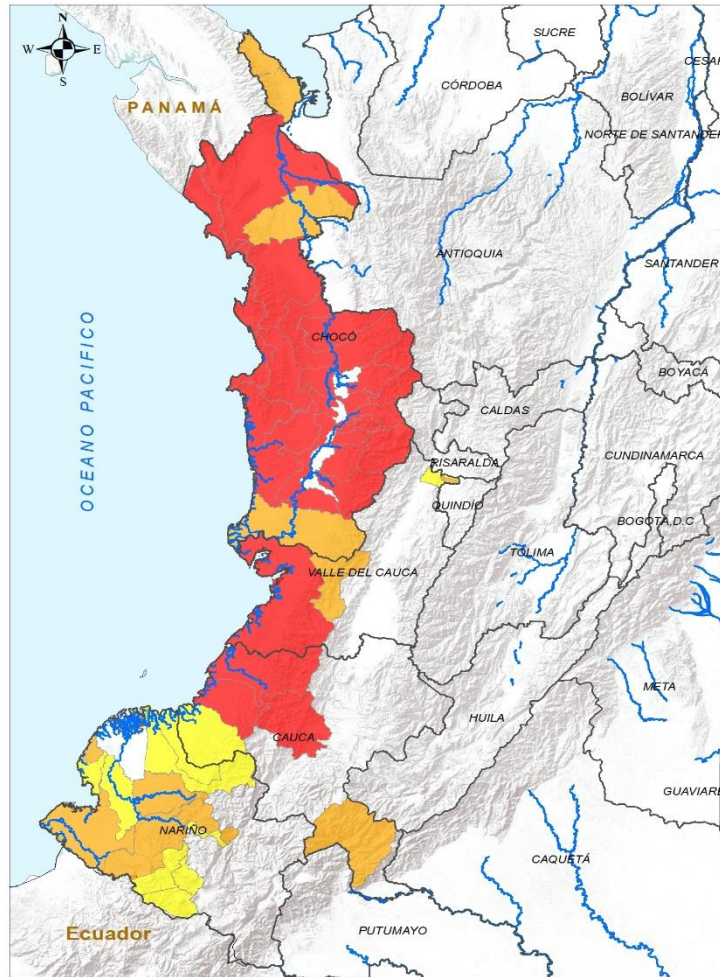 N
W E
S
SUCRE
CESAR
CÓRDOBA
BOLÍVAR
PANAMÁ
NORTE DE SANTANDER
ANTIOQUIA
SANTANDER
OCEANO PACIFICO
CHOCÓ
BOYACÁ
CALDAS
CUNDINAMARCA
RISARALDA
QUINDÍO
BOGOTÁ, D.C
TOLIMA
VALLE DEL CAUCA
META
HUILA
CAUCA
GUAVIARE
NARIÑO
CAQUETÁ
Ecuador
PUTUMAYO